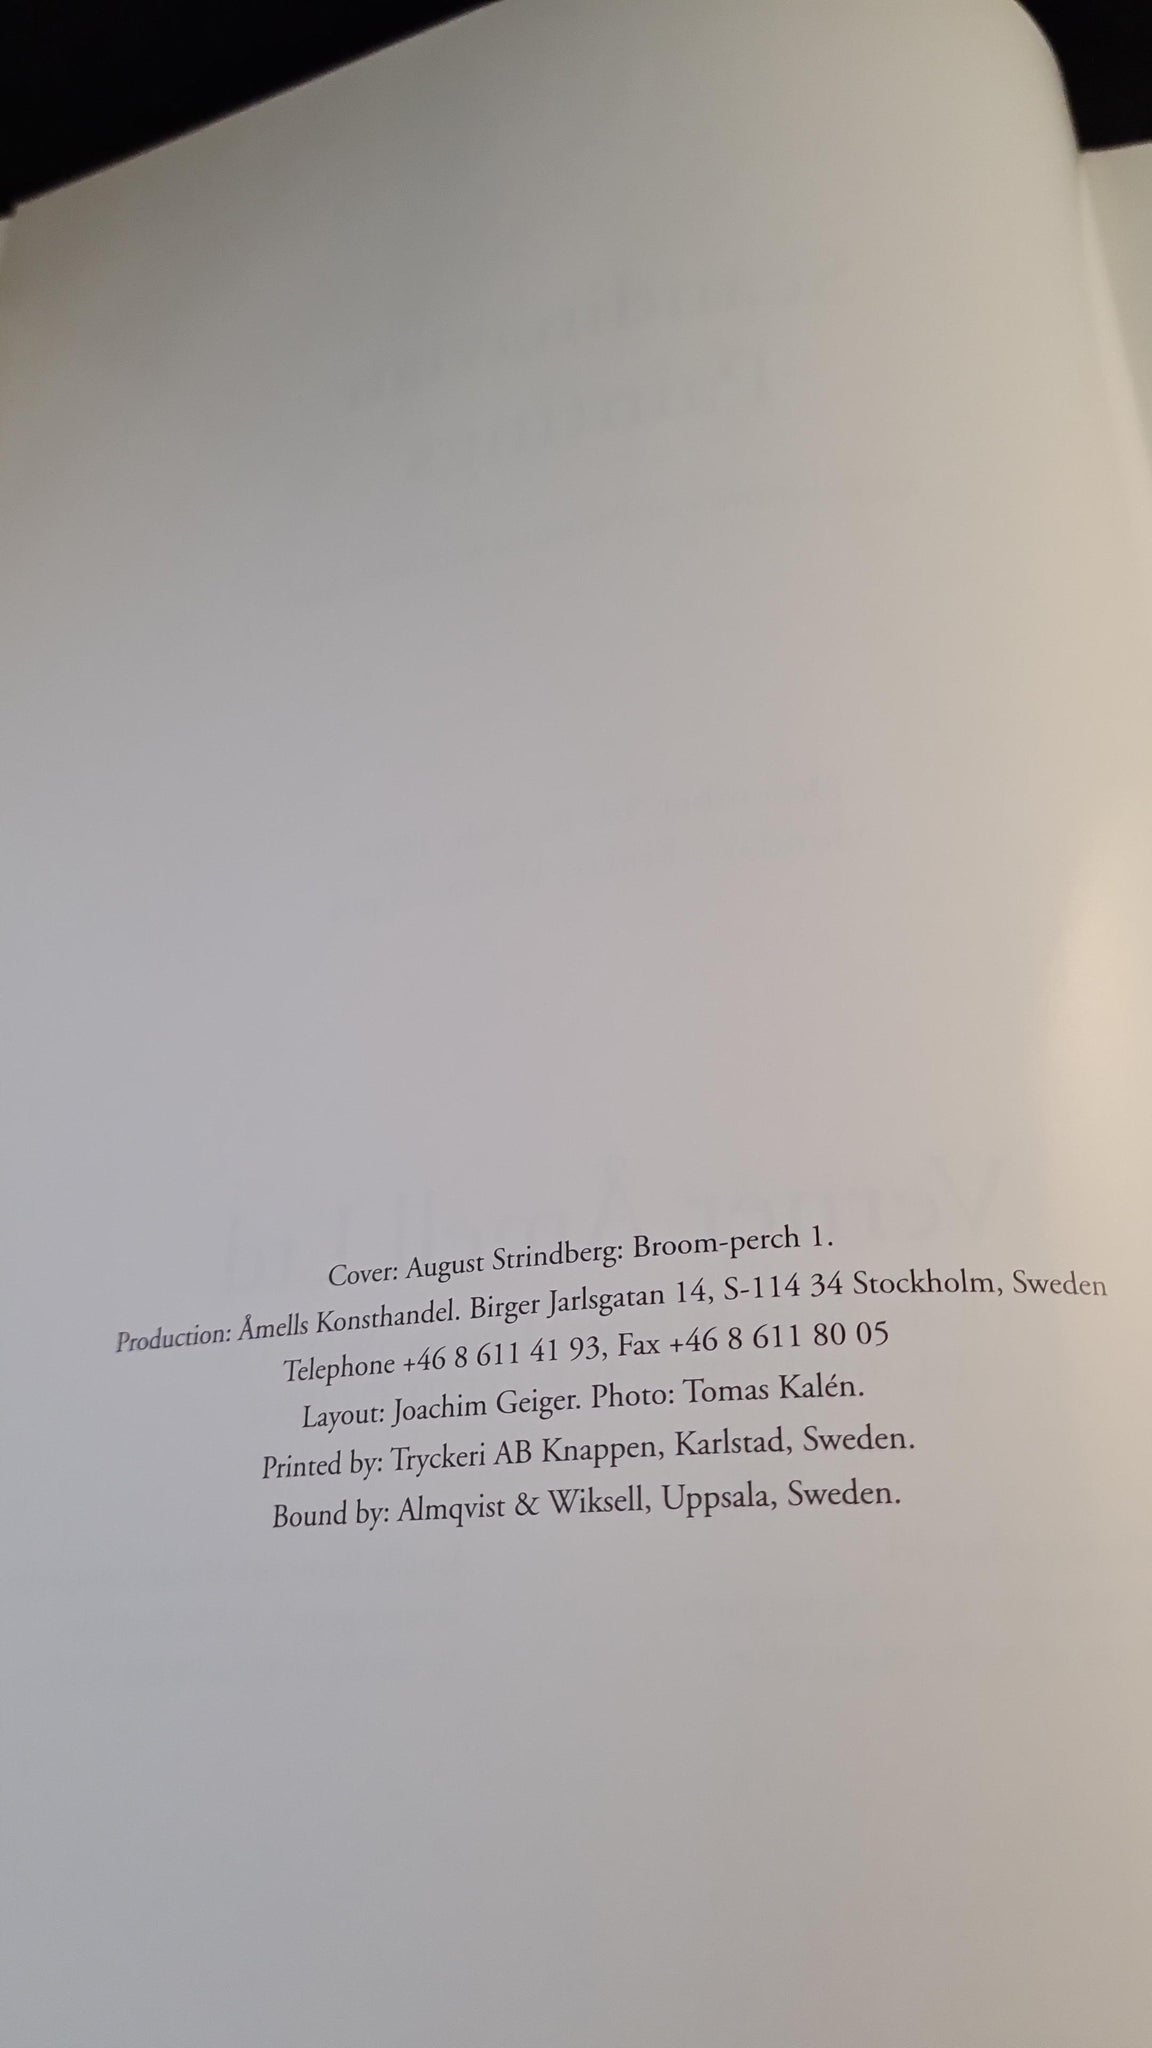 Cover: August Strindberg: Broom-perch 1.
Production: Åmells Konsthandel. Birger Jarlsgatan 14, S-114 34 Stockholm, Sweden
Telephone +46 8 611 41 93, Fax +46 8 611 80 05
Layout: Joachim Geiger. Photo: Tomas Kalén.
Printed by: Tryckeri AB Knappen, Karlstad, Sweden.
Bound by: Almqvist & Wiksell, Uppsala, Sweden.